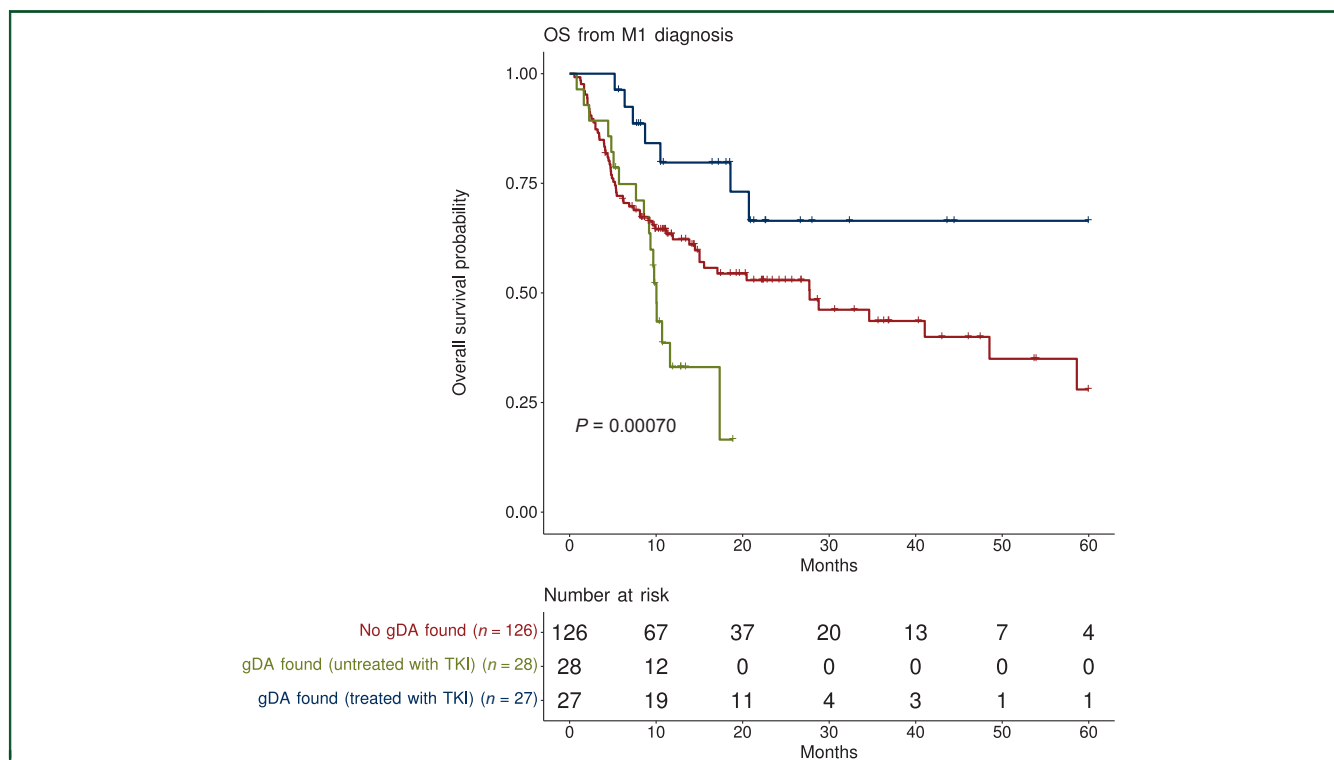 OS from M1 diagnosis
1.00
0.75
0.50
0.25
0.00
Overall survival probability
P = 0.00070
0 10 20 30 40 50 60
Months
Number at risk
No gDA found (n = 126) 126 67 37 20 13 7 4
gDA found (untreated with TKI) (n = 28) 28 12 0 0 0 0 0
gDA found (treated with TKI) (n = 27) 27 19 11 4 3 1 1
0 10 20 30 40 50 60
Months